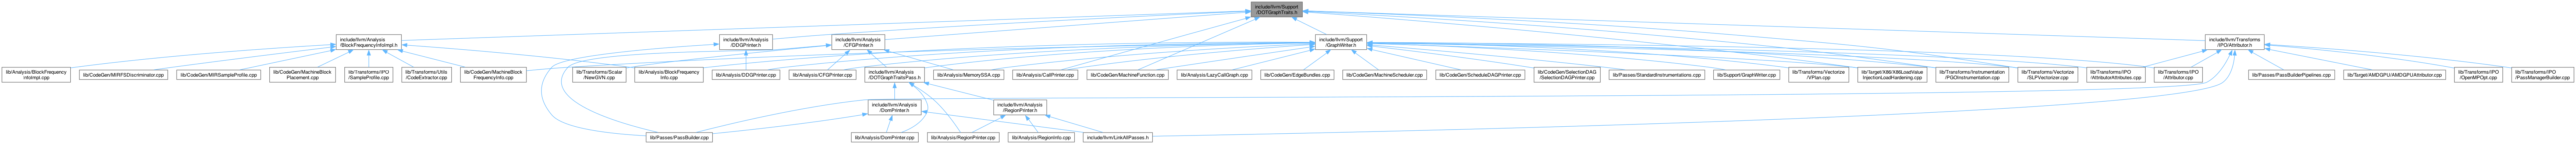 include/llvm/Support
/DOTGraphTraits.h
include/llvm/Analysis
/BlockFrequencyInfoImpl.h
include/llvm/Analysis
/DDGPrinter.h
include/llvm/Analysis
/CFGPrinter.h
include/llvm/Support
/GraphWriter.h
include/llvm/Transforms
/IPO/Attributor.h
lib/Analysis/BlockFrequency
InfoImpl.cpp
lib/CodeGen/MIRFSDiscriminator.cpp
lib/CodeGen/MIRSampleProfile.cpp
lib/CodeGen/MachineBlock
Placement.cpp
lib/Transforms/IPO
/SampleProfile.cpp
lib/Transforms/Utils
/CodeExtractor.cpp
lib/CodeGen/MachineBlock
FrequencyInfo.cpp
lib/Transforms/Scalar
/NewGVN.cpp
lib/Analysis/BlockFrequency
Info.cpp
lib/Analysis/DDGPrinter.cpp
lib/Analysis/CFGPrinter.cpp
include/llvm/Analysis
/DOTGraphTraitsPass.h
lib/Analysis/MemorySSA.cpp
lib/Analysis/CallPrinter.cpp
lib/CodeGen/MachineFunction.cpp
lib/Analysis/LazyCallGraph.cpp
lib/CodeGen/EdgeBundles.cpp
lib/CodeGen/MachineScheduler.cpp
lib/CodeGen/ScheduleDAGPrinter.cpp
lib/CodeGen/SelectionDAG
/SelectionDAGPrinter.cpp
lib/Passes/StandardInstrumentations.cpp
lib/Support/GraphWriter.cpp
lib/Transforms/Vectorize
/VPlan.cpp
lib/Target/X86/X86LoadValue
InjectionLoadHardening.cpp
lib/Transforms/Instrumentation
/PGOInstrumentation.cpp
lib/Transforms/Vectorize
/SLPVectorizer.cpp
lib/Transforms/IPO
/AttributorAttributes.cpp
lib/Transforms/IPO
/Attributor.cpp
lib/Passes/PassBuilderPipelines.cpp
lib/Target/AMDGPU/AMDGPUAttributor.cpp
lib/Transforms/IPO
/OpenMPOpt.cpp
lib/Transforms/IPO
/PassManagerBuilder.cpp
include/llvm/Analysis
/DomPrinter.h
include/llvm/Analysis
/RegionPrinter.h
lib/Passes/PassBuilder.cpp
lib/Analysis/DomPrinter.cpp
lib/Analysis/RegionPrinter.cpp
lib/Analysis/RegionInfo.cpp
include/llvm/LinkAllPasses.h